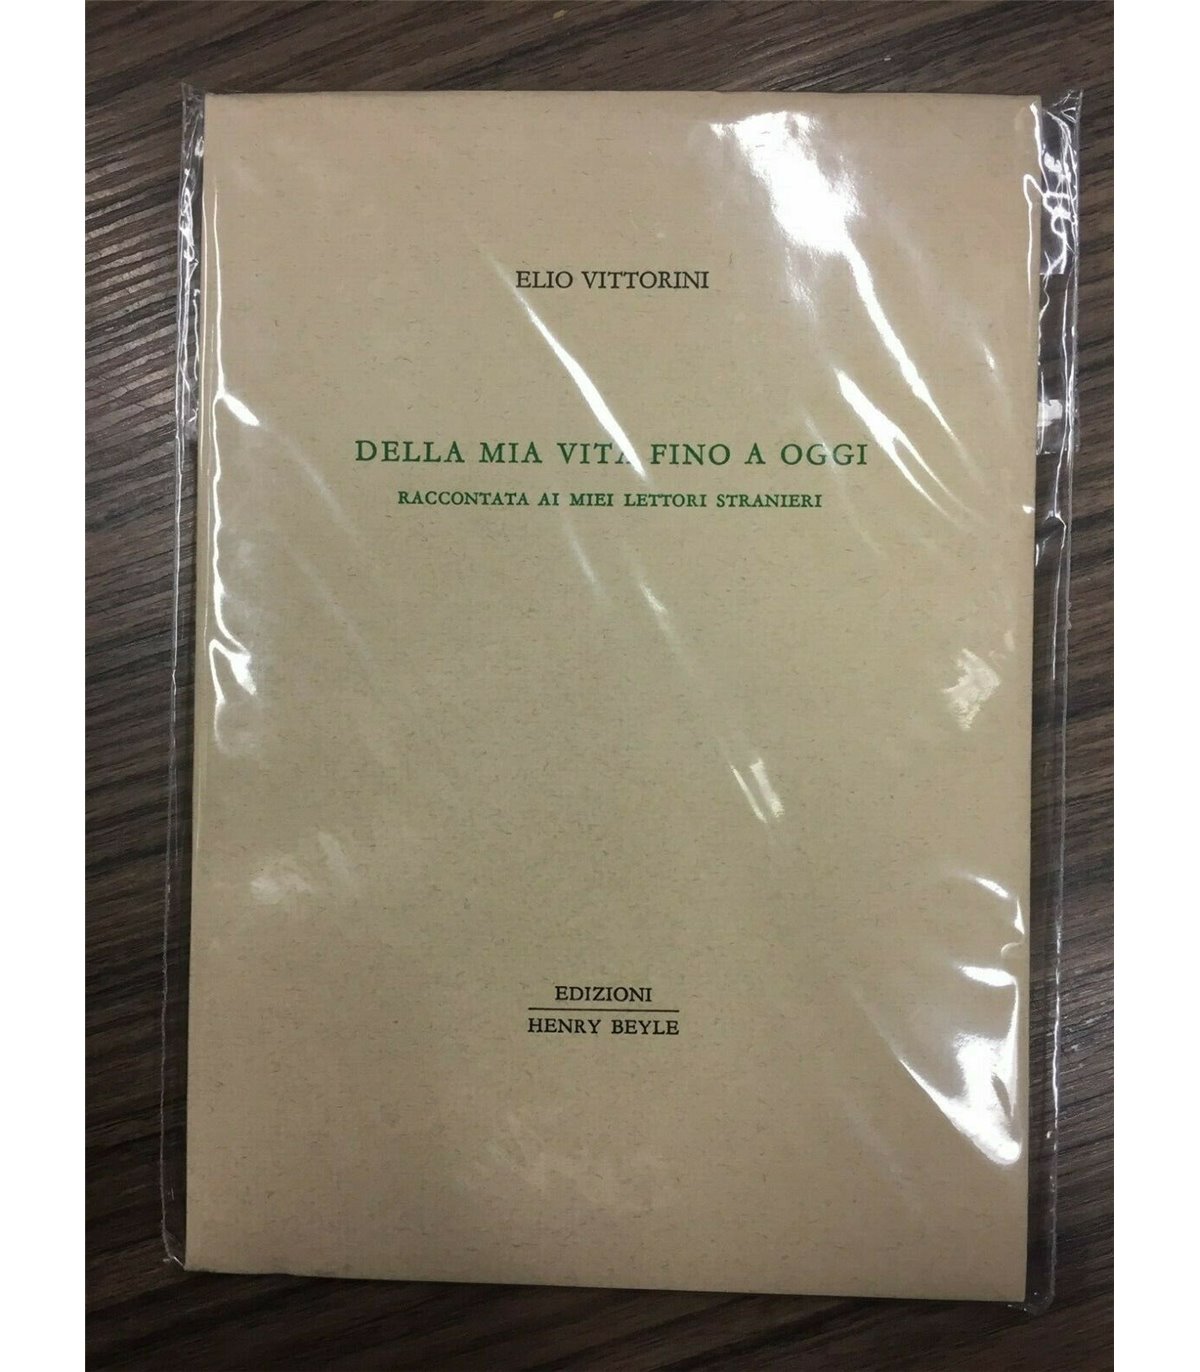 ELIO VITTORINI
DELLA MIA VITA FINO A OGGI
RACCONTATA AI MIEI LETTORI STRANIERI
EDIZIONI
HENRY BEYLE